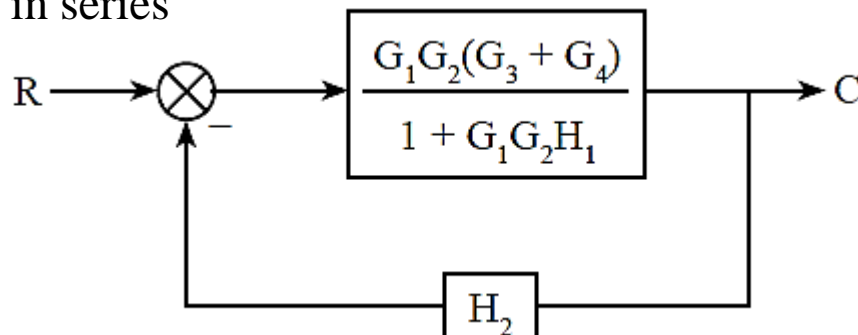 in series
R
G₁G₂(G₃ + G₄)
1 + G₁G₂H₁
C
–
H₂